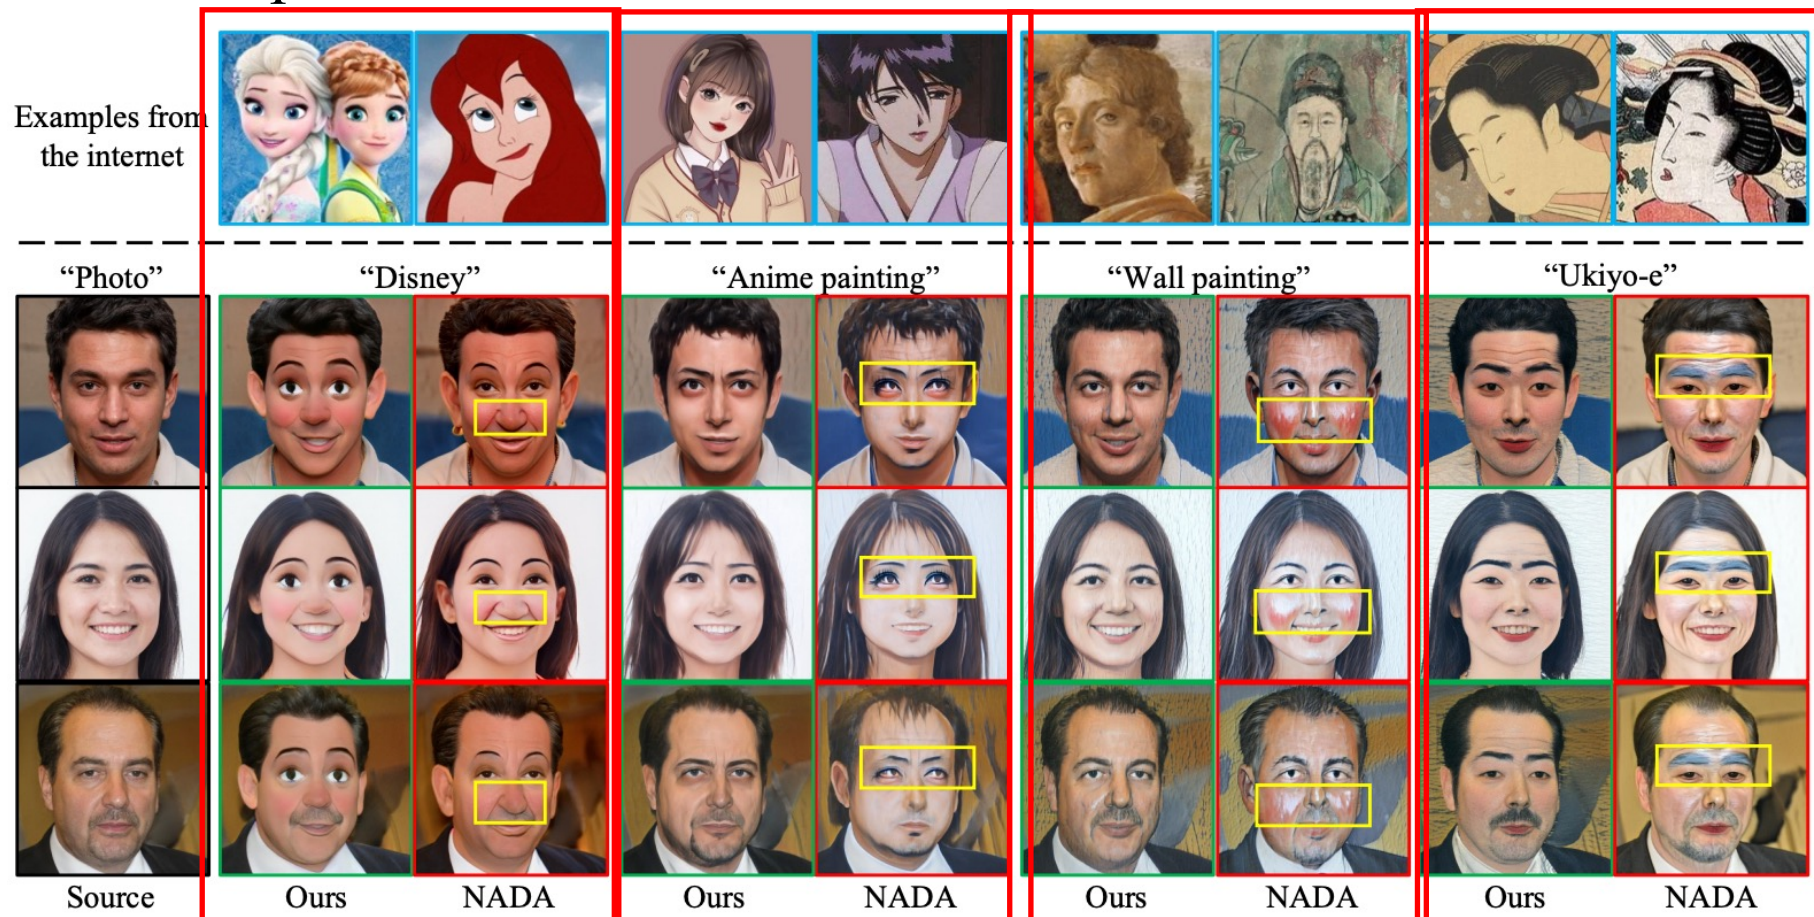 Examples from
the internet
“Photo”
“Disney”
“Anime painting”
“Wall painting”
“Ukiyo-e”
Source
Ours
NADA
Ours
NADA
Ours
NADA
Ours
NADA